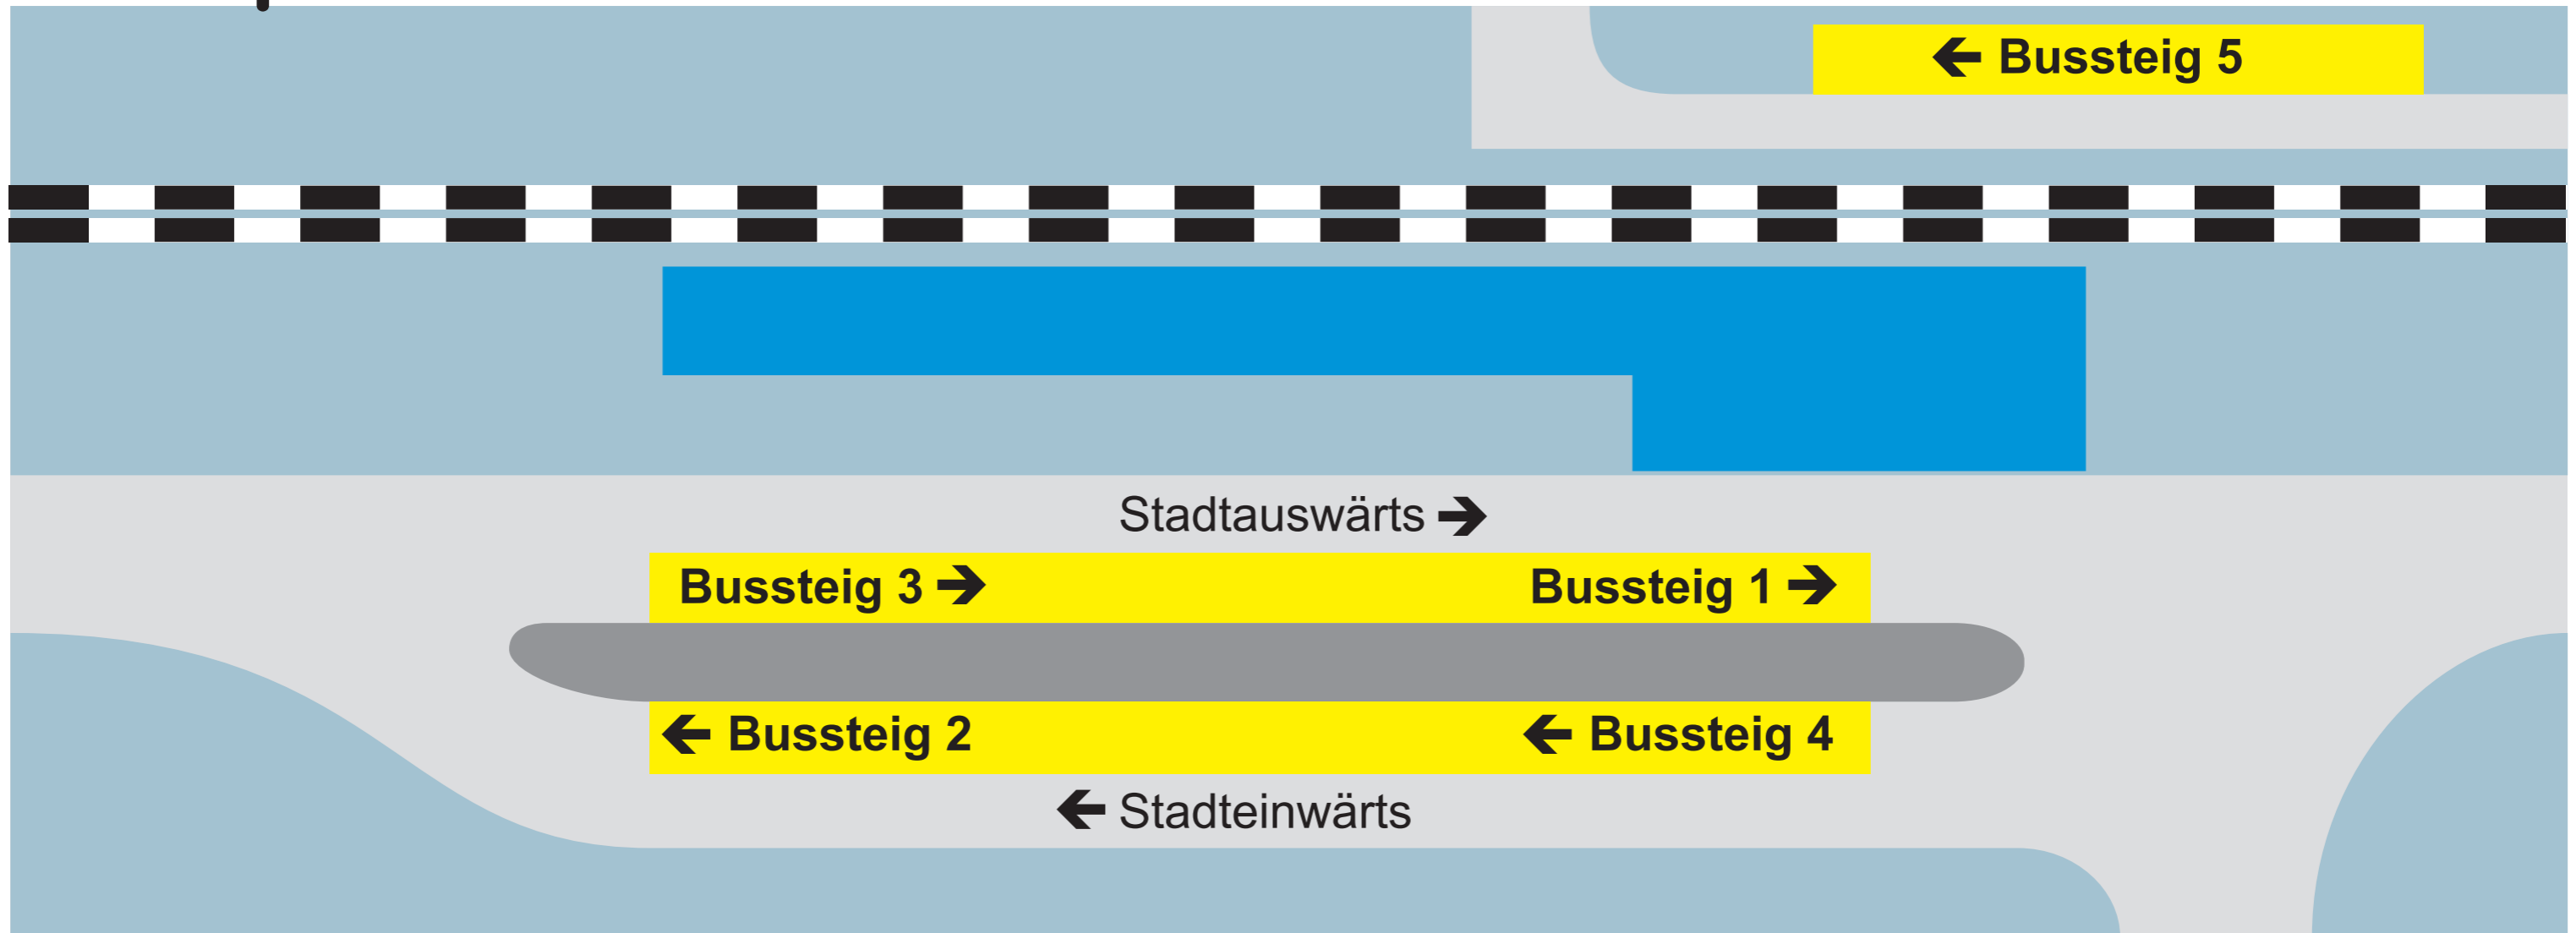 ← Bussteig 5
Stadtauswärts →
Bussteig 3 →
Bussteig 1 →
← Bussteig 2
← Bussteig 4
← Stadteinwärts